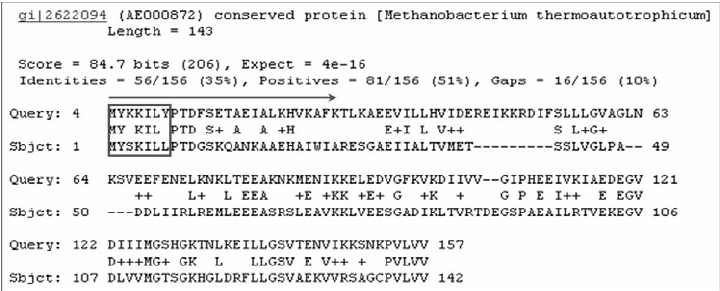 gi|2622094 (AE000872) conserved protein [Methanobacterium thermoautotrophicum]
Length = 143
Score = 84.7 bits (206), Expect = 4e-16
Identities = 56/156 (35%), Positives = 81/156 (51%), Gaps = 16/156 (10%)
Query: 4 MYKKILYPTDFSETAEIALKHVKAFKTLKAEEVILLHVIDEREIKKRDIFSLLLGVAGLN 63
MY KIL PTD S+ A A +H E+I L V++ S L+G+
Sbjct: 1 MYSKILLPTDGSKQANKAAEHAIWIARESGAEIIALTVMET---------SSLVGLPA-- 49
Query: 64 KSVEEFENELKNKLTEEAKNKMENIKKELEDVGFKVKDIIVV--GIPHEEIVKIAEDEGV 121
++ L+ L EEA +E +KK +E+ G +K + G P E I++ E EGV
Sbjct: 50 ---DDLIIRLREMLEEEASRSLEAVKKLVEESGADIKLTVRTDEGSPAEAILRTVEKEGV 106
Query: 122 DIIIMGSHGKTNLKEILLGSVTENVIKKSNKPVLVV 157
D+++MG+ GK L LLGSV E V++ + PVLVV
Sbjct: 107 DLVVMGTSGKHGLDRFLLGSVAEKVVRSAGCPVLVV 142